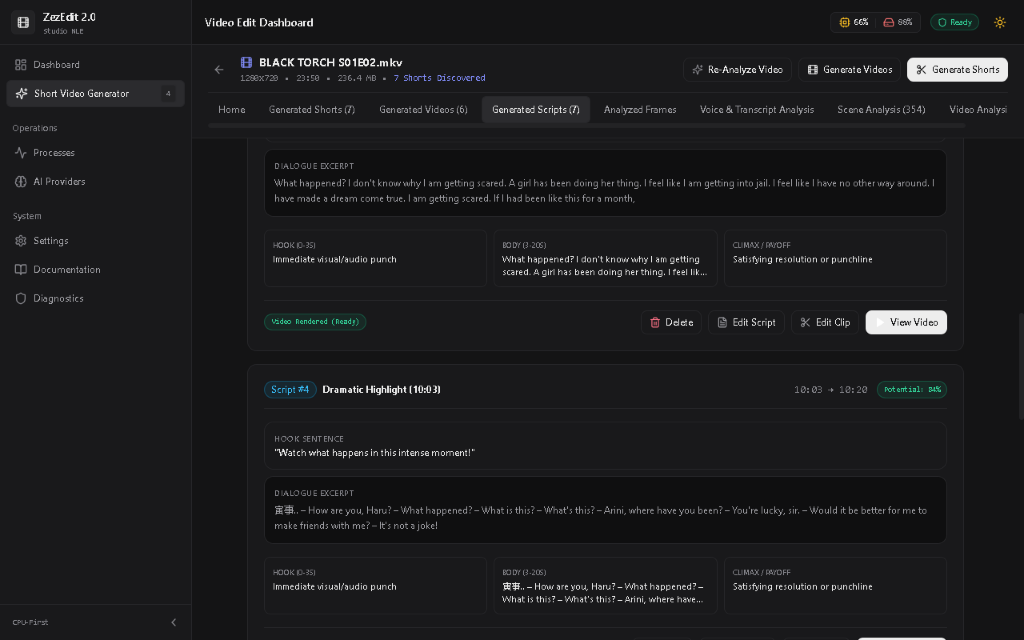 ZezEdit 2.0
Studio NLE
Dashboard
Short Video Generator
4
Operations
Processes
AI Providers
System
Settings
Documentation
Diagnostics
CPU-First
Video Edit Dashboard
66%
88%
Ready
BLACK TORCH S01E02.mkv
1280x720 • 23:50 • 236.4 MB • 7 Shorts Discovered
Re-Analyze Video
Generate Videos
Generate Shorts
Home
Generated Shorts (7)
Generated Videos (6)
Generated Scripts (7)
Analyzed Frames
Voice & Transcript Analysis
Scene Analysis (354)
Video Analysi
DIALOGUE EXCERPT
What happened? I don't know why I am getting scared. A girl has been doing her thing. I feel like I am getting into jail. I feel like I have no other way around. I
have made a dream come true. I am getting scared. If I had been like this for a month,
HOOK (0-3S)
Immediate visual/audio punch
BODY (3-20S)
What happened? I don't know why I am getting
scared. A girl has been doing her thing. I feel lik...
CLIMAX / PAYOFF
Satisfying resolution or punchline
Video Rendered (Ready)
Delete
Edit Script
Edit Clip
View Video
Script #4
Dramatic Highlight (10:03)
10:03 → 10:20
Potential: 84%
HOOK SENTENCE
"Watch what happens in this intense moment!"
DIALOGUE EXCERPT
寅事.. – How are you, Haru? – What happened? – What is this? – What's this? – Arini, where have you been? – You're lucky, sir. – Would it be better for me to
make friends with me? – It's not a joke!
HOOK (0-3S)
Immediate visual/audio punch
BODY (3-20S)
寅事.. – How are you, Haru? – What happened? –
What is this? – What's this? – Arini, where have...
CLIMAX / PAYOFF
Satisfying resolution or punchline